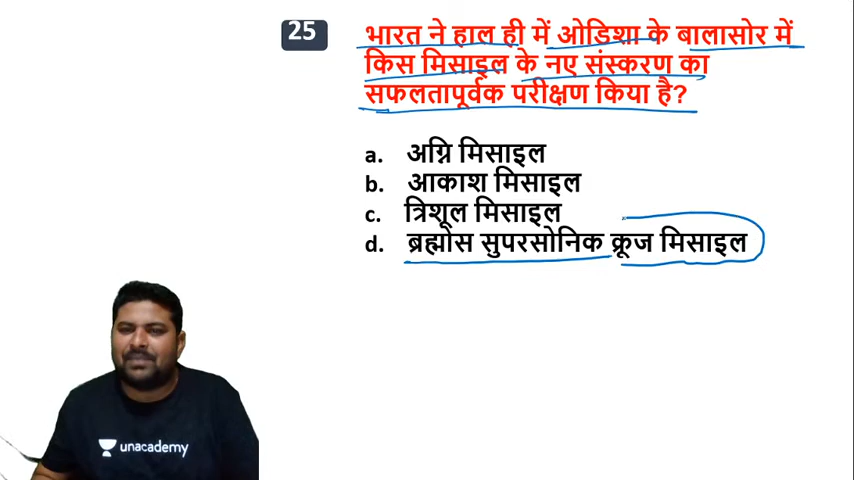 25
भारत ने हाल ही में ओडिशा के बालासोर में
किस मिसाइल के नए संस्करण का
सफलतापूर्वक परीक्षण किया है?
a. अग्नि मिसाइल
b. आकाश मिसाइल
c. त्रिशूल मिसाइल
d. ब्रह्मोस सुपरसोनिक क्रूज मिसाइल
unacademy